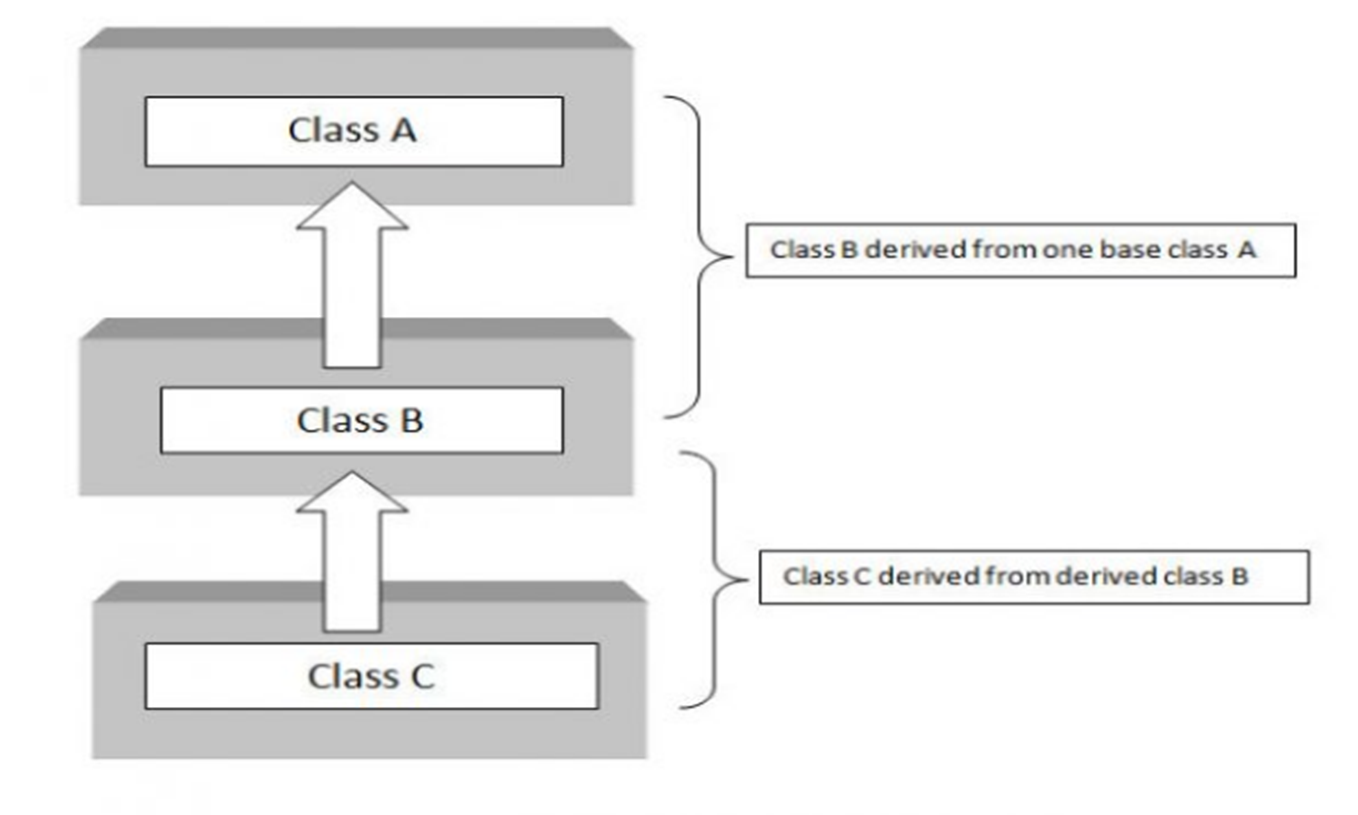 Class A
Class B derived from one base class A
Class B
Class C derived from derived class B
Class C